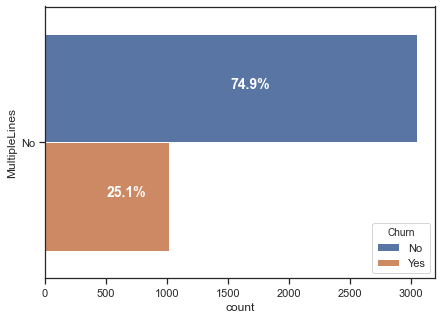 74.9%
MultipleLines
No
25.1%
Churn
No
Yes
0 500 1000 1500 2000 2500 3000
count